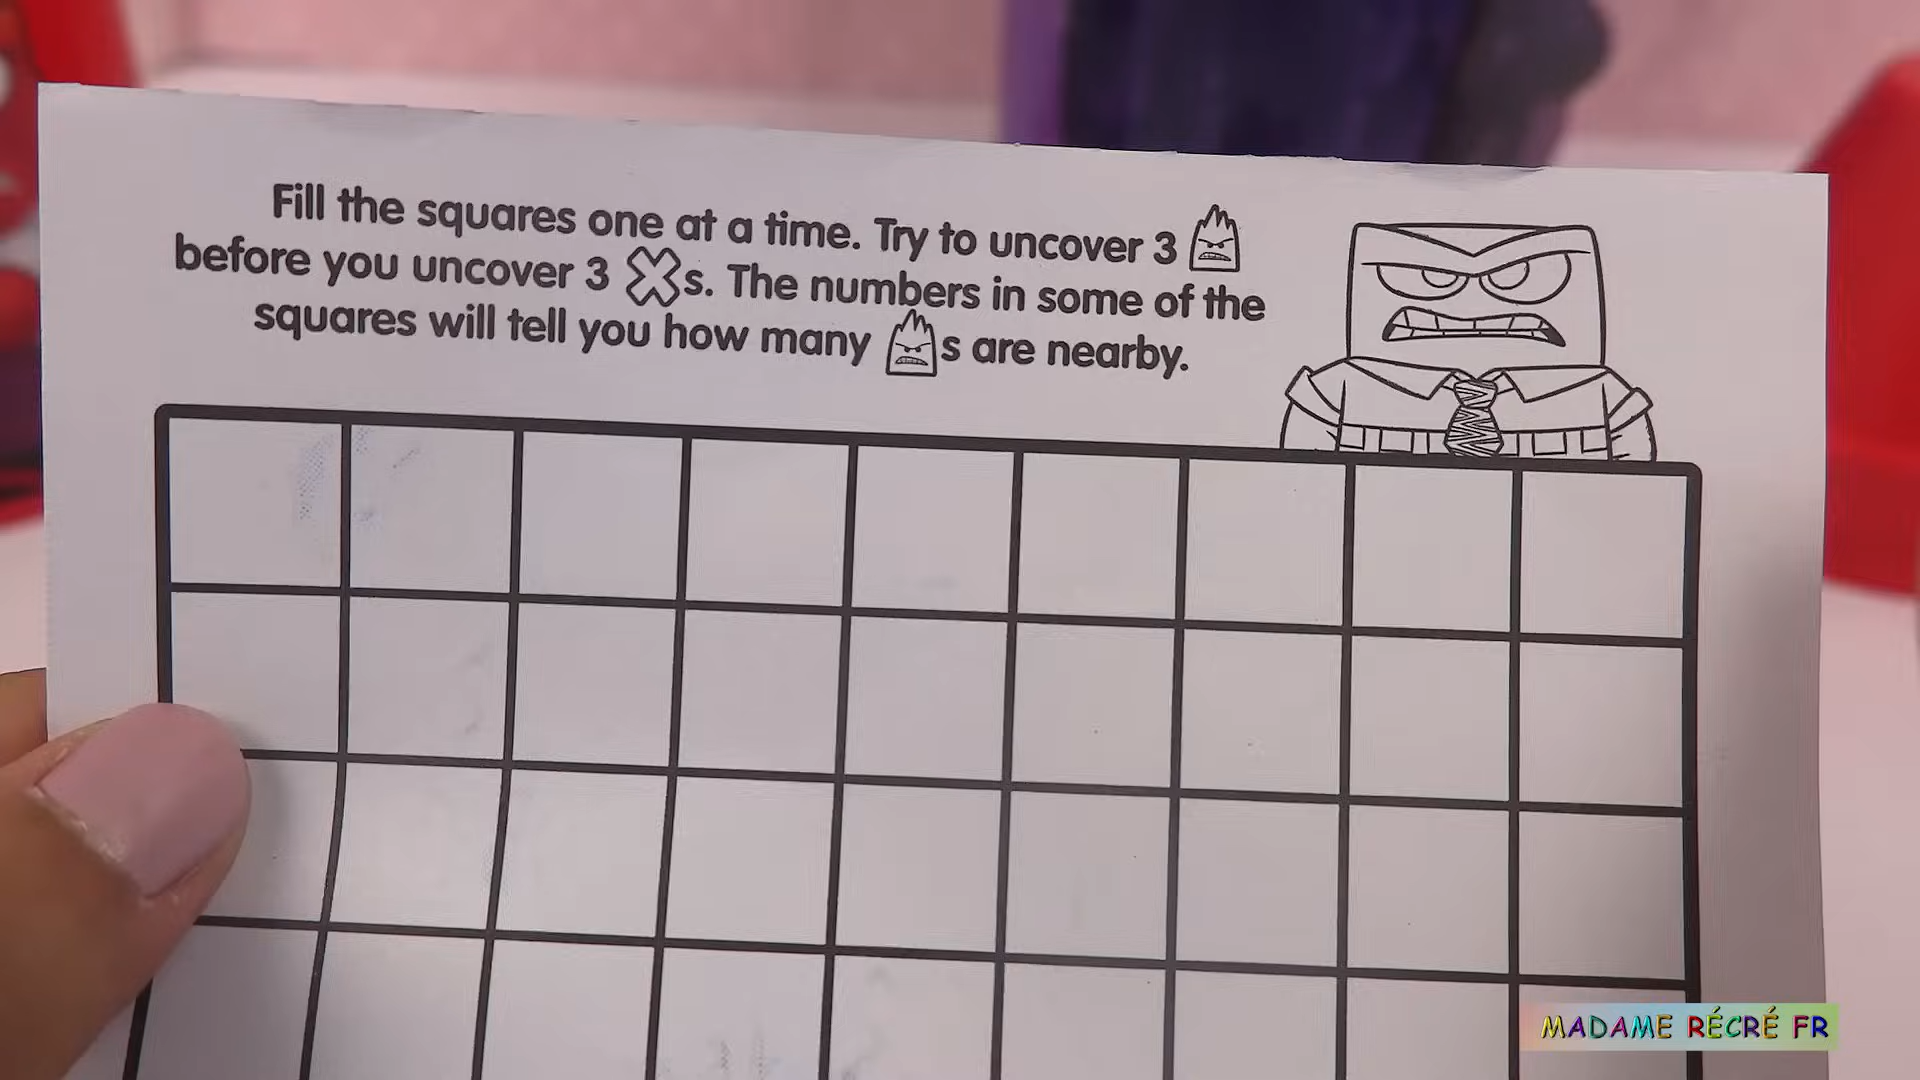 Fill the squares one at a time. Try to uncover 3
before you uncover 3 s. The numbers in some of the
squares will tell you how many s are nearby.
MADAME RÉCRÉ FR